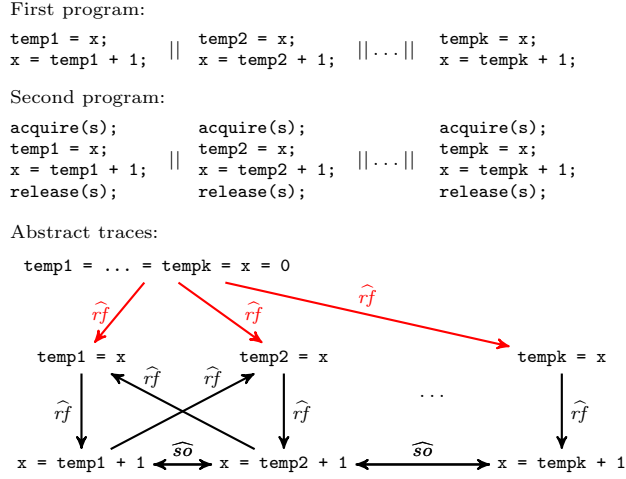 First program:
temp1 = x; temp2 = x; tempk = x;
x = temp1 + 1; || x = temp2 + 1; ||...|| x = tempk + 1;
Second program:
acquire(s); acquire(s); acquire(s);
temp1 = x; temp2 = x; tempk = x;
x = temp1 + 1; || x = temp2 + 1; ||...|| x = tempk + 1;
release(s); release(s); release(s);
Abstract traces:
temp1 = ... = tempk = x = 0
r̂f r̂f r̂f
temp1 = x temp2 = x tempk = x
r̂f r̂f
...
r̂f r̂f r̂f
x = temp1 + 1 ŝo x = temp2 + 1 ŝo x = tempk + 1